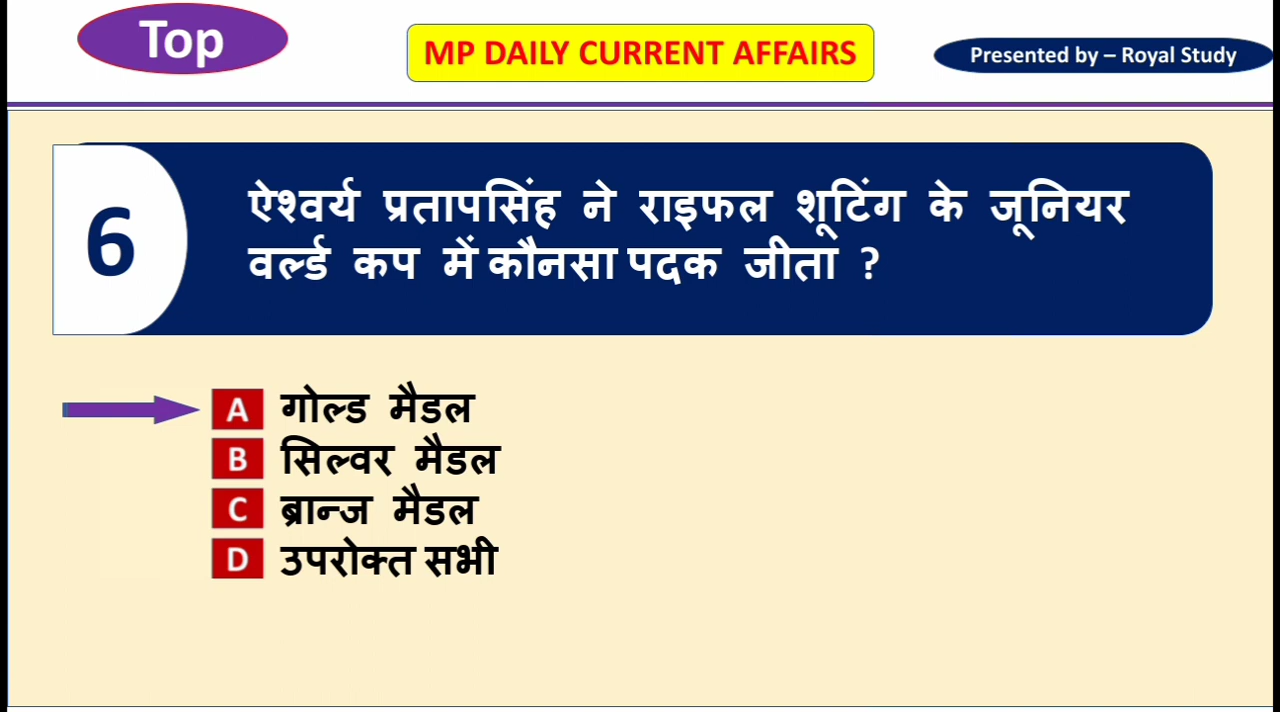 Top
MP DAILY CURRENT AFFAIRS
Presented by – Royal Study
6
ऐश्वर्य प्रतापसिंह ने राइफल शूटिंग के जूनियर
वर्ल्ड कप में कौनसा पदक जीता ?
A गोल्ड मैडल
B सिल्वर मैडल
C ब्रान्ज मैडल
D उपरोक्त सभी